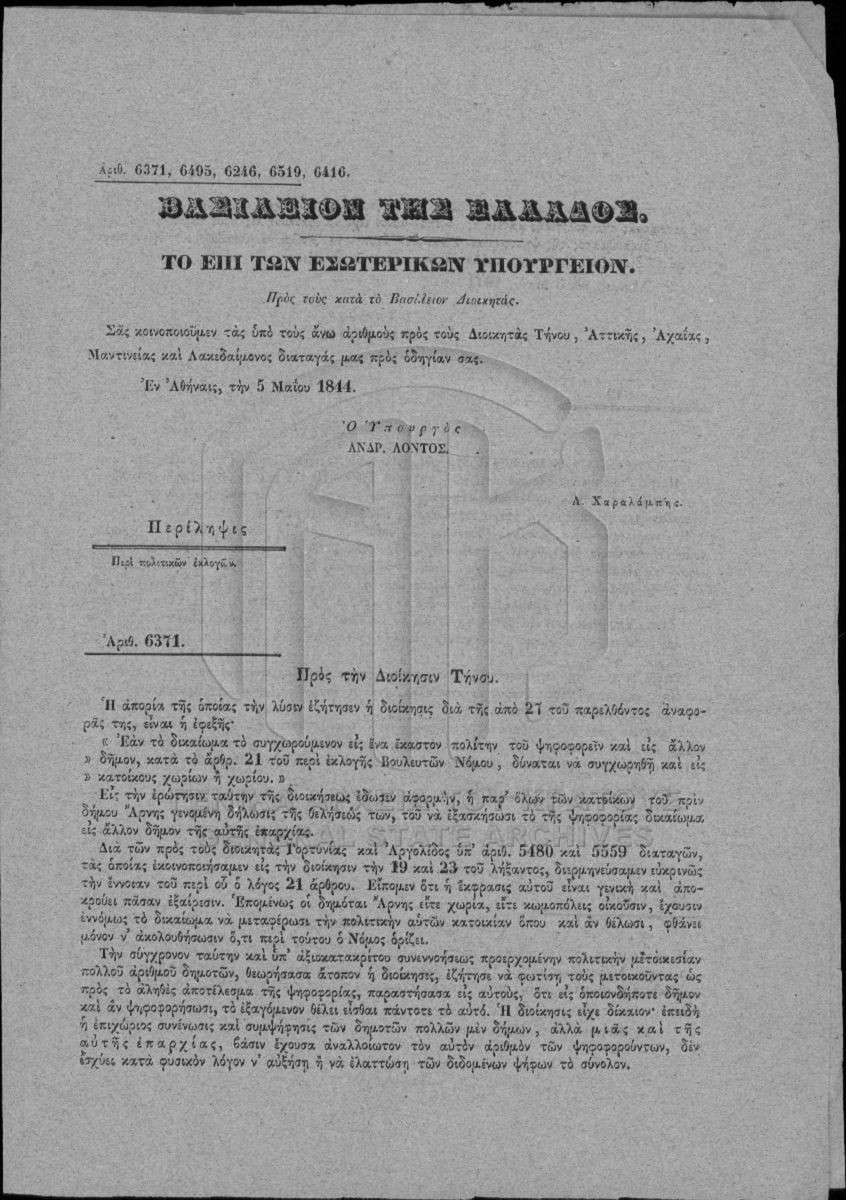 Ἀριθ. 6371, 6495, 6246, 6519, 6416.
ΒΑΣΙΛΕΙΟΝ ΤΗΣ ΕΛΛΑΔΟΣ.
ΤΟ ΕΠΙ ΤΩΝ ΕΣΩΤΕΡΙΚΩΝ ΥΠΟΥΡΓΕΙΟΝ.
Πρὸς τοὺς κατὰ τὸ Βασίλειον Διοικητάς.
Σᾶς κοινοποιοῦμεν τὰς ὑπὸ τοὺς ἄνω ἀριθμοὺς πρὸς τοὺς Διοικητὰς Τήνου, Ἀττικῆς, Ἀχαΐας,
Μαντινείας καὶ Λακεδαίμονος διαταγάς μας πρὸς ὁδηγίαν σας.
Ἐν Ἀθήναις, τὴν 5 Μαΐου 1844.
Ὁ Ὑπουργὸς
ΑΝΔΡ. ΛΟΝΤΟΣ.
Α. Χαραλάμπης.
Περίληψις
Περὶ πολιτικῶν ἐκλογῶν.
Ἀριθ. 6371.
Πρὸς τὴν Διοίκησιν Τήνου.
Ἡ ἀπορία τῆς ὁποίας τὴν λύσιν ἐζήτησεν ἡ διοίκησις διὰ τῆς ἀπὸ 27 τοῦ παρελθόντος ἀναφο-
ρᾶς της, εἶναι ἡ ἐφεξῆς·
« Ἐὰν τὸ δικαίωμα τὸ συγχωρούμενον εἰς ἕνα ἕκαστον πολίτην τοῦ ψηφοφορεῖν καὶ εἰς ἄλλον
» δῆμον, κατὰ τὸ ἄρθρ. 21 τοῦ περὶ ἐκλογῆς Βουλευτῶν Νόμου, δύναται νὰ συγχωρηθῇ καὶ εἰς
» κατοίκους χωρίων ἢ χωρίου. »
Εἰς τὴν ἐρώτησιν ταύτην τῆς διοικήσεως ἔδωσεν ἀφορμὴν, ἡ παρ' ὅλων τῶν κατοίκων τοῦ πρὶν
δήμου Ἄρνης γενομένη δήλωσις τῆς θελήσεώς των, τοῦ νὰ ἐξασκήσωσι τὸ τῆς ψηφοφορίας δικαίωμα
εἰς ἄλλον δῆμον τῆς αὐτῆς ἐπαρχίας.
Διὰ τῶν πρὸς τοὺς διοικητὰς Γορτυνίας καὶ Ἀργολίδος ὑπ' ἀριθ. 5480 καὶ 5559 διαταγῶν,
τὰς ὁποίας ἐκοινοποιήσαμεν εἰς τὴν διοίκησιν τὴν 19 καὶ 23 τοῦ λήξαντος, διερμηνεύσαμεν εὐκρινῶς
τὴν ἔννοιαν τοῦ περὶ οὗ ὁ λόγος 21 ἄρθρου. Εἴπομεν ὅτι ἡ ἔκφρασις αὐτοῦ εἶναι γενικὴ καὶ ἀπο-
κρούει πᾶσαν ἐξαίρεσιν. Ἑπομένως οἱ δημόται Ἄρνης εἴτε χωρία, εἴτε κωμοπόλεις οἰκοῦσιν, ἔχουσιν
ἐννόμως τὸ δικαίωμα νὰ μεταφέρωσι τὴν πολιτικὴν αὐτῶν κατοικίαν ὅπου καὶ ἂν θέλωσι, φθάνει
μόνον ν' ἀκολουθήσωσιν ὅ,τι περὶ τούτου ὁ Νόμος ὁρίζει.
Τὴν σύγχρονον ταύτην καὶ ὑπ' ἀξιοκατακρίτου συνεννοήσεως προερχομένην πολιτικὴν μετοικεσίαν
πολλοῦ ἀριθμοῦ δημοτῶν, θεωρήσασα ἄτοπον ἡ διοίκησις, ἐζήτησε νὰ φωτίσῃ τοὺς μετοικοῦντας ὡς
πρὸς τὸ ἀληθὲς ἀποτέλεσμα τῆς ψηφοφορίας, παραστήσασα εἰς αὐτοὺς, ὅτι εἰς ὁποιονδήποτε δῆμον
καὶ ἂν ψηφοφορήσωσι, τὸ ἐξαγόμενον θέλει εἶσθαι πάντοτε τὸ αὐτό. Ἡ διοίκησις εἶχε δίκαιον· ἐπειδὴ
ἡ ἐπιχώριος συνένωσις καὶ συμψήφησις τῶν δημοτῶν πολλῶν μὲν δήμων, ἀλλὰ μιᾶς καὶ τῆς
αὐτῆς ἐπαρχίας, βάσιν ἔχουσα ἀναλλοίωτον τὸν αὐτὸν ἀριθμὸν τῶν ψηφοφορούντων, δὲν
ἰσχύει κατὰ φυσικὸν λόγον ν' αὐξήσῃ ἢ νὰ ἐλαττώσῃ τῶν διδομένων ψήφων τὸ σύνολον.
STATE ARCHIVES